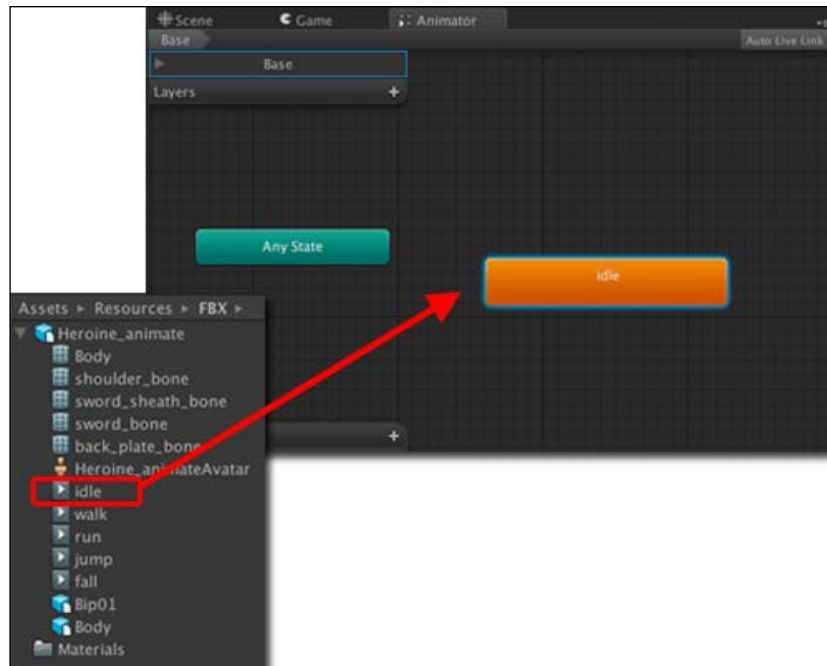 Scene Game Animator
Base Auto Live Link
Base
Layers +
Any State
idle
+
Assets ▸ Resources ▸ FBX ▸
Heroine_animate
Body
shoulder_bone
sword_sheath_bone
sword_bone
back_plate_bone
Heroine_animateAvatar
idle
walk
run
jump
fall
Bip01
Body
Materials